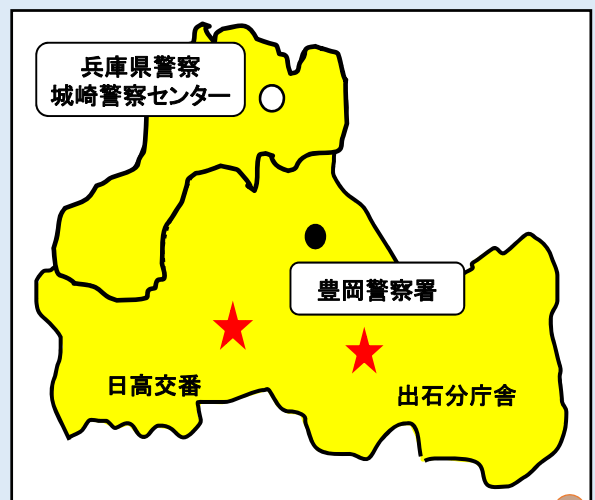 兵庫県警察
城崎警察センター
豊岡警察署
日高交番
出石分庁舎